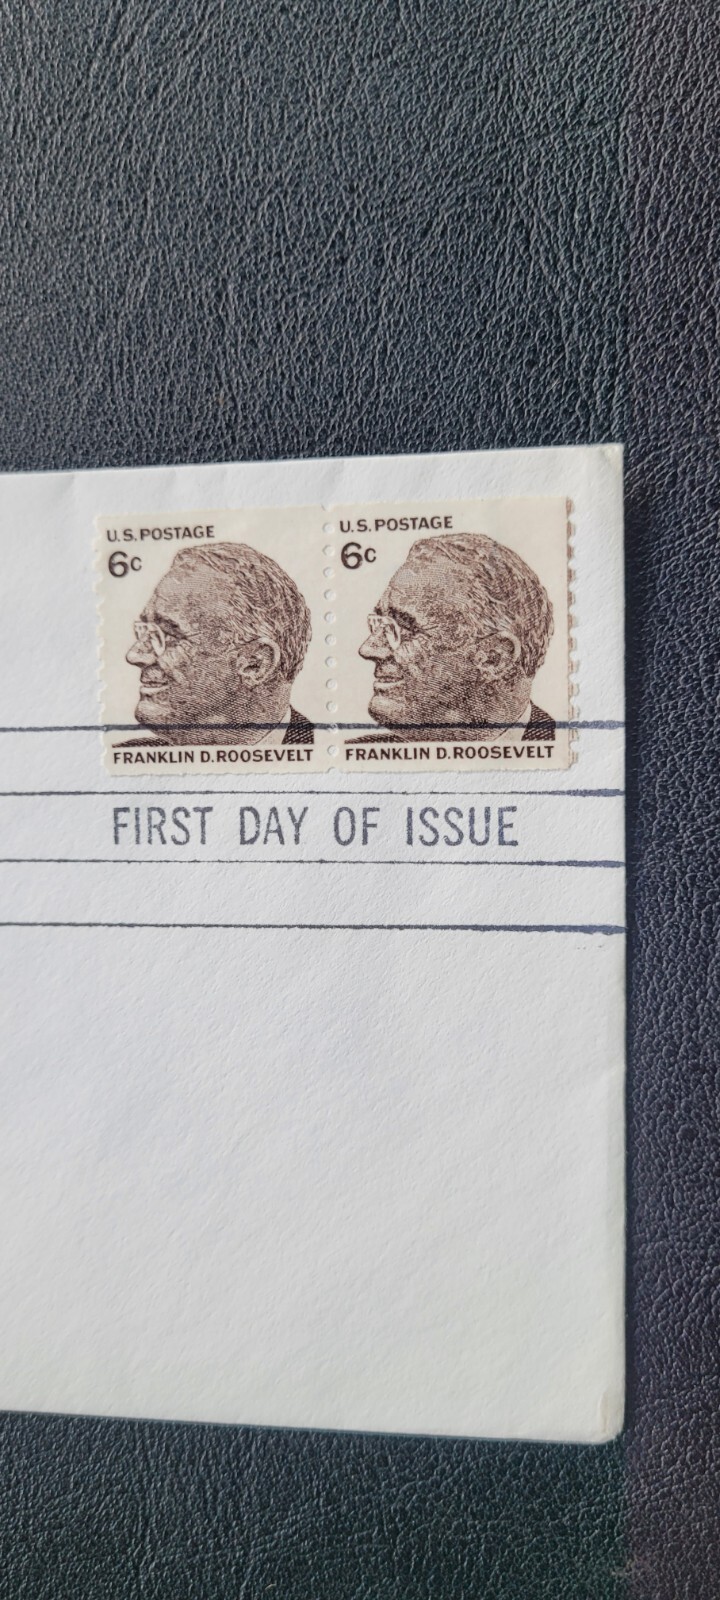 U.S. POSTAGE
6c
FRANKLIN D. ROOSEVELT
U.S. POSTAGE
6c
FRANKLIN D. ROOSEVELT
FIRST DAY OF ISSUE